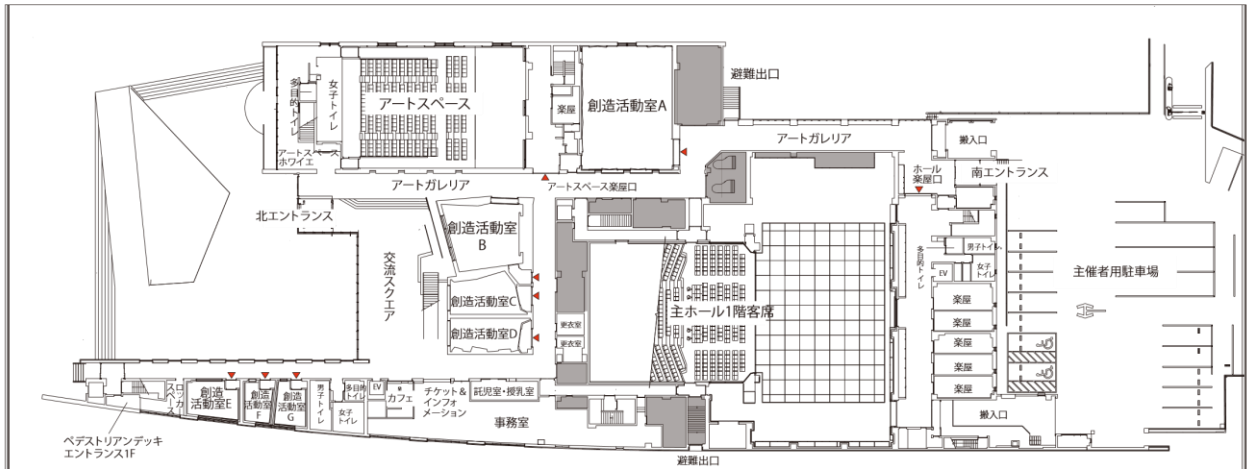 避難出口
多目的トイレ
女子トイレ
アートスペース
楽屋
創造活動室A
アートスペース
ホワイエ
アートガレリア
搬入口
アートガレリア
アートスペース楽屋口
ホール
楽屋口
南エントランス
北エントランス
創造活動室
B
交流スクエア
創造活動室C
創造活動室D
更衣室
更衣室
主ホール1階客席
多目的トイレ
男子トイレ
EV
女子
トイレ
楽屋
楽屋
楽屋
楽屋
楽屋
主催者用駐車場
ロッカー
スペース
創造
活動室E
創造
活動室
F
創造
活動室
G
男子トイレ
多目的
トイレ
女子
トイレ
EV
カフェ
チケット&
インフォ
メーション
託児室・授乳室
事務室
搬入口
ペデストリアンデッキ
エントランス1F
避難出口